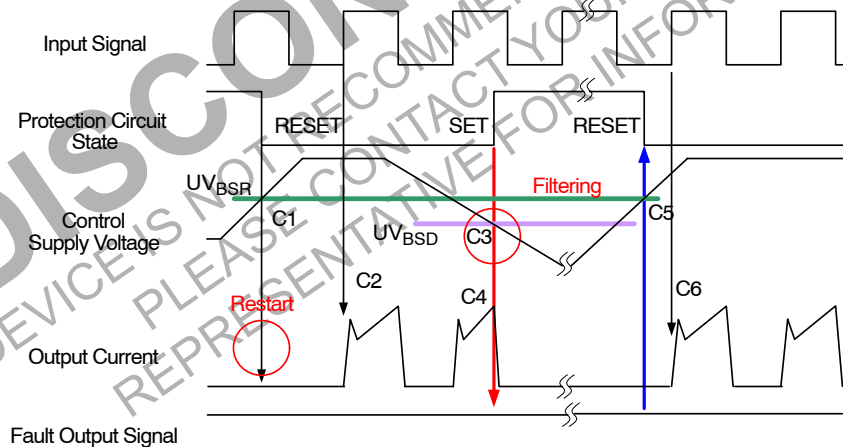 Input Signal
Protection Circuit
State
RESET
SET
RESET
UVBSR
Filtering
C1
C5
Control
Supply Voltage
UVBSD
C3
C2
C4
C6
Restart
Output Current
Fault Output Signal
DISCON
DEVICE IS NOT RECOMME
PLEASE CONTACT YOUR
REPRESENTATIVE FOR INFOR